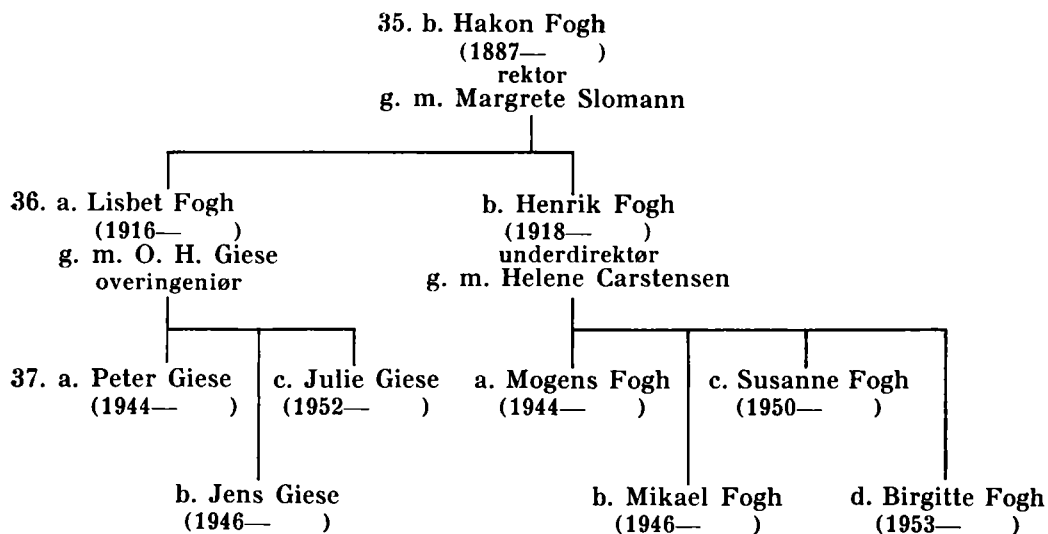 35. b. Hakon Fogh
(1887— )
rektor
g. m. Margrete Slomann
36. a. Lisbet Fogh
(1916— )
g. m. O. H. Giese
overingeniør
b. Henrik Fogh
(1918— )
underdirektør
g. m. Helene Carstensen
37. a. Peter Giese
(1944— )
c. Julie Giese
(1952— )
a. Mogens Fogh
(1944— )
c. Susanne Fogh
(1950— )
b. Jens Giese
(1946— )
b. Mikael Fogh
(1946— )
d. Birgitte Fogh
(1953— )